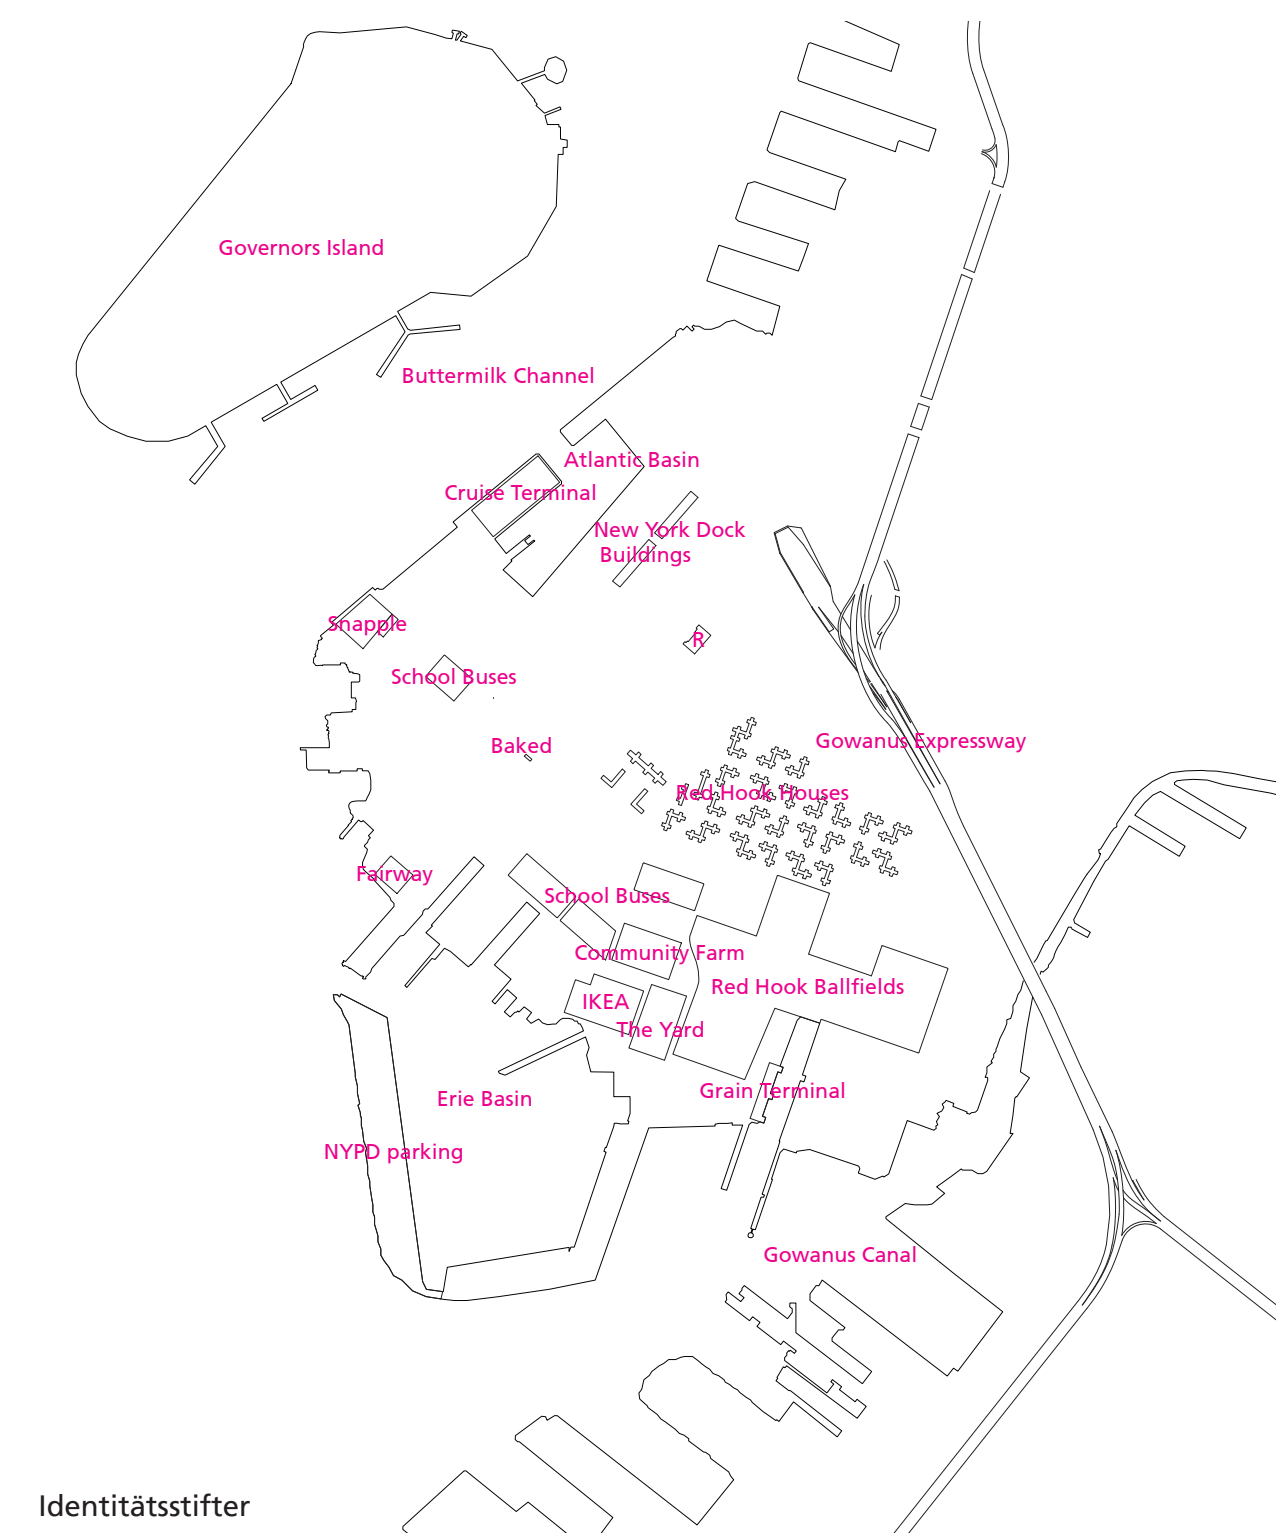 Governors Island
Buttermilk Channel
Atlantic Basin
Cruise Terminal
New York Dock
Buildings
Snapple
R
School Buses
Baked
Gowanus Expressway
Red Hook Houses
Fairway
School Buses
Community Farm
Red Hook Ballfields
IKEA
The Yard
Grain Terminal
Erie Basin
NYPD parking
Gowanus Canal
Identitätsstifter